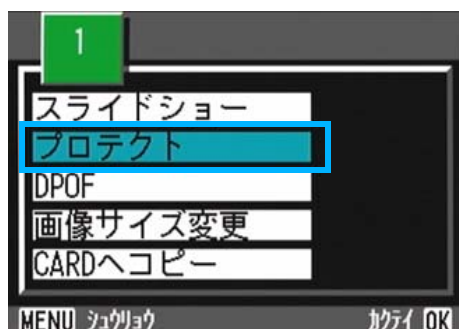 1
スライドショー
プロテクト
DPOF
画像サイズ変更
CARDへコピー
MENU シュウリョウ カクテイ OK